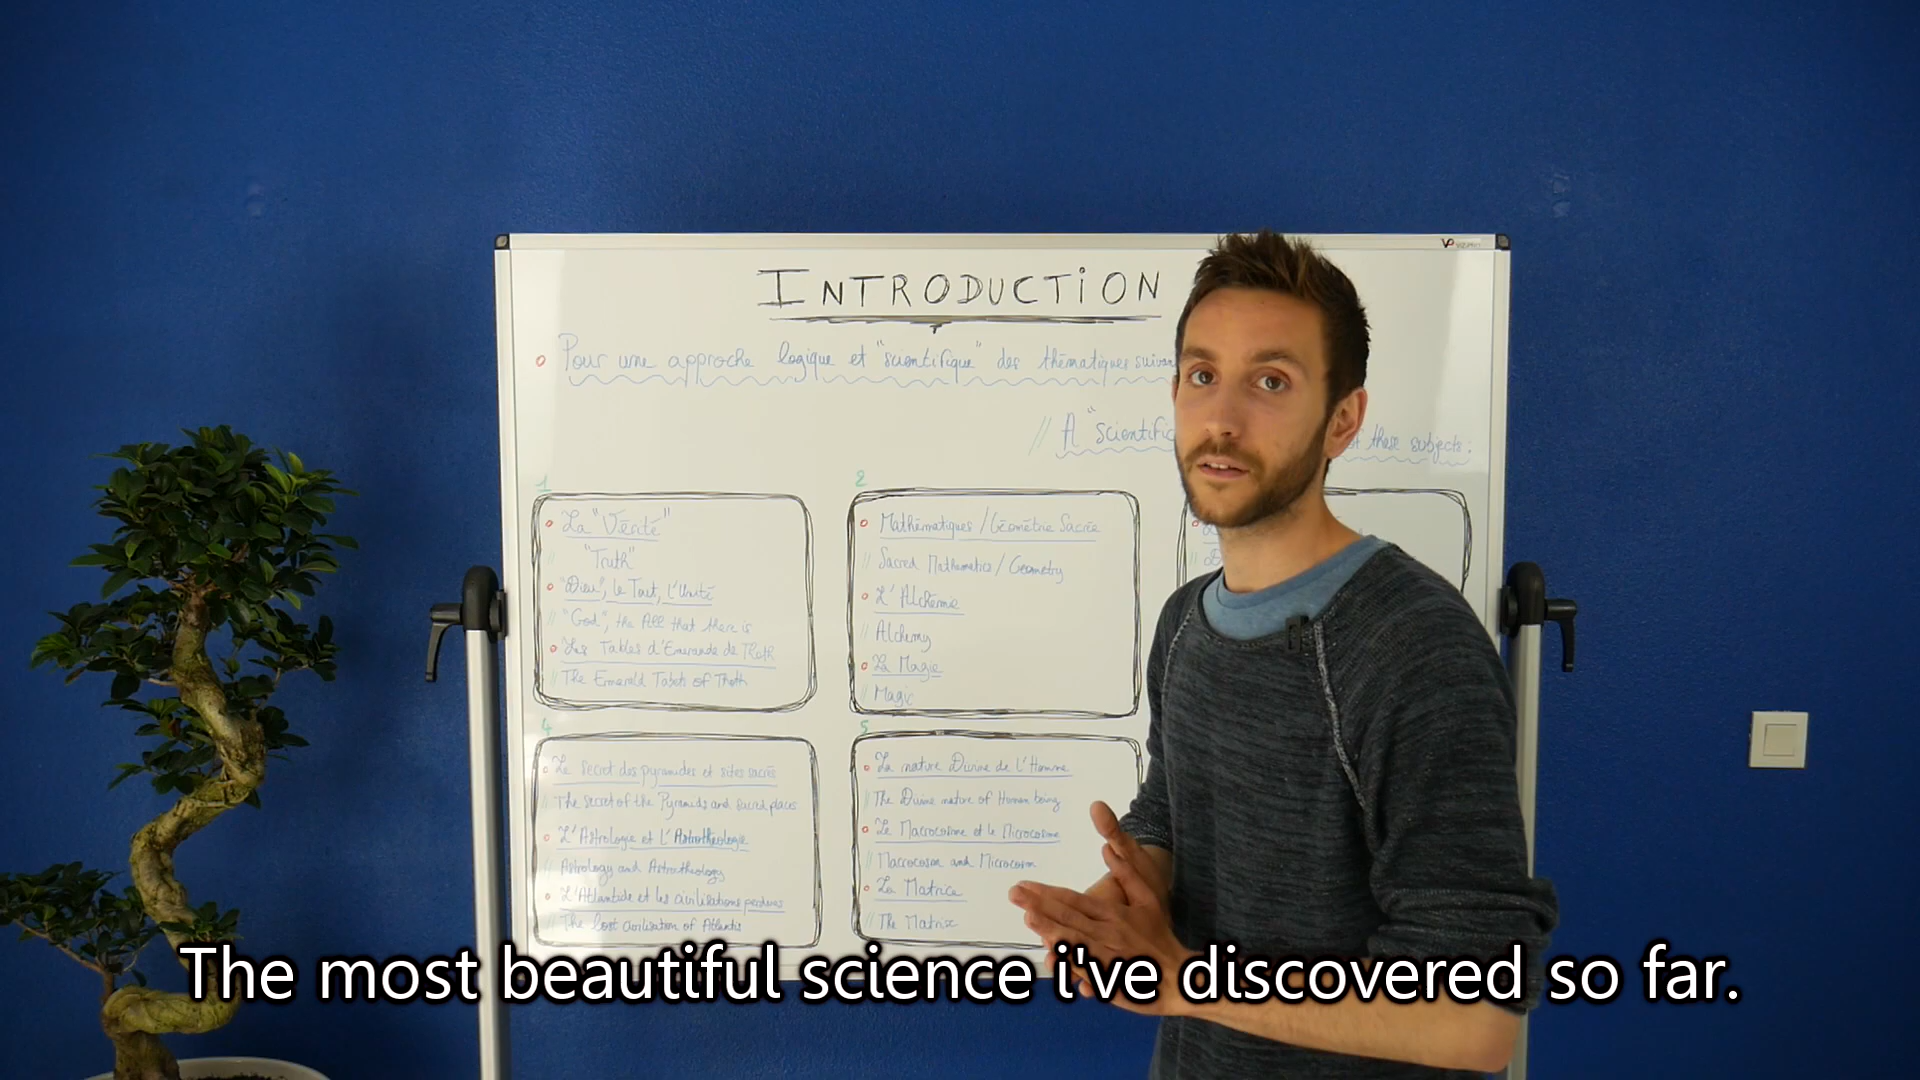 INTRODUCTION
Pour une approche logique et "scientifique" des thématiques suivan
// A "scientific
of these subjects:
1
La "Vérité"
// "Truth"
"Dieu", le Tout, L'Unité
// "God", the All that there is
Les Tables d'Emeraude de Thoth
// The Emerald Tabets of Thoth
2
Mathématiques / Géométrie Sacrée
// Sacred Mathematics / Geometry
L'Alchémie
// Alchemy
La Magie
// Magic
4
Le Secret des pyramides et sites sacrés
// The secret of the Pyramids and sacred places
L'Astrologie et L'Astrothéologie
// Astrology and Astrotheology
L'Atlantide et les civilisations perdues
// The lost civilisation of Atlantis
5
La nature Divine de L'Homme
// The Divine nature of Human being
Le Macrocosme et le Microcosme
// Macrocosm and Microcosm
La Matrice
// The Matrix
The most beautiful science i've discovered so far.